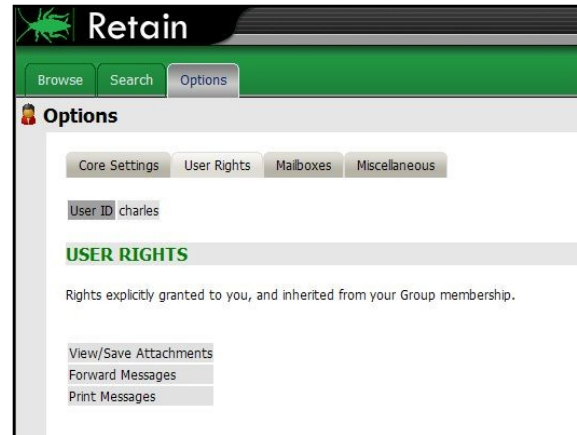 Retain
Browse Search Options
Options
Core Settings User Rights Mailboxes Miscellaneous
User ID charles
USER RIGHTS
Rights explicitly granted to you, and inherited from your Group membership.
View/Save Attachments
Forward Messages
Print Messages